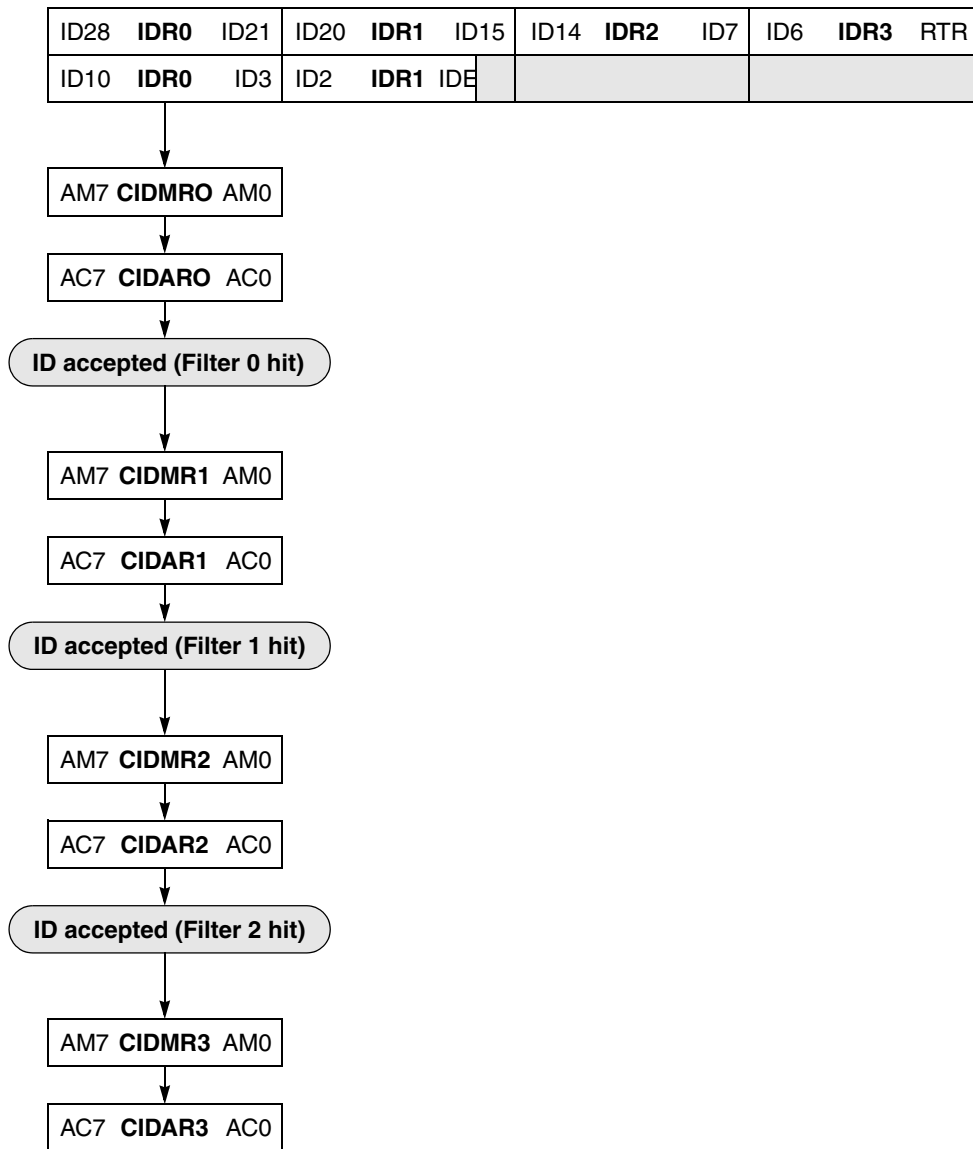 ID28 IDR0 ID21 ID20 IDR1 ID15 ID14 IDR2 ID7 ID6 IDR3 RTR
ID10 IDR0 ID3 ID2 IDR1 IDE
AM7 CIDMRO AM0
AC7 CIDARO AC0
ID accepted (Filter 0 hit)
AM7 CIDMR1 AM0
AC7 CIDAR1 AC0
ID accepted (Filter 1 hit)
AM7 CIDMR2 AM0
AC7 CIDAR2 AC0
ID accepted (Filter 2 hit)
AM7 CIDMR3 AM0
AC7 CIDAR3 AC0